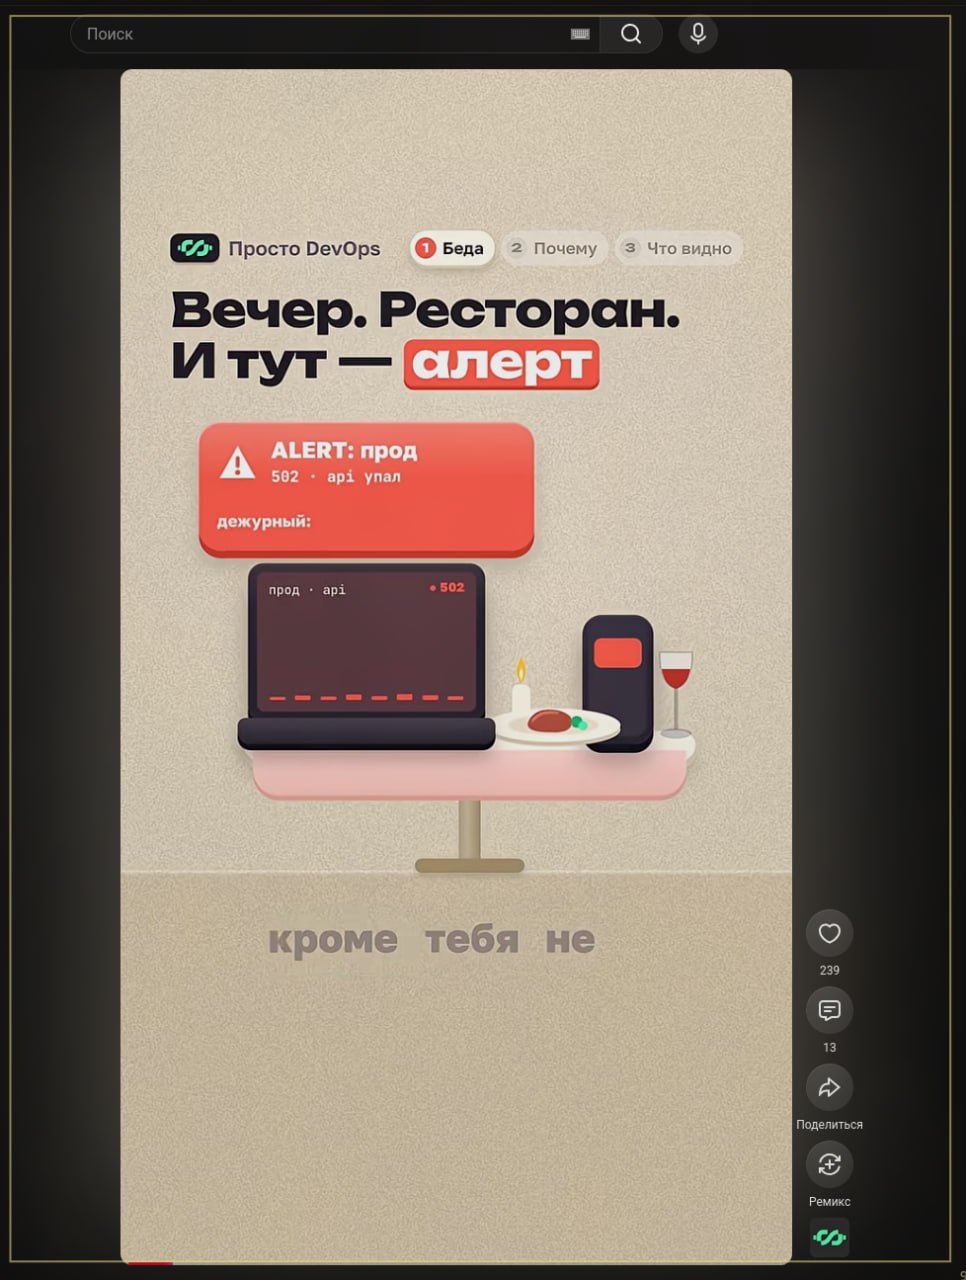 Поиск
Просто DevOps
1 Беда
2 Почему
3 Что видно
Вечер. Ресторан.
И тут — алерт
ALERT: прод
502 · api упал
дежурный:
прод · api
502
кроме тебя не
239
13
Поделиться
Ремикс